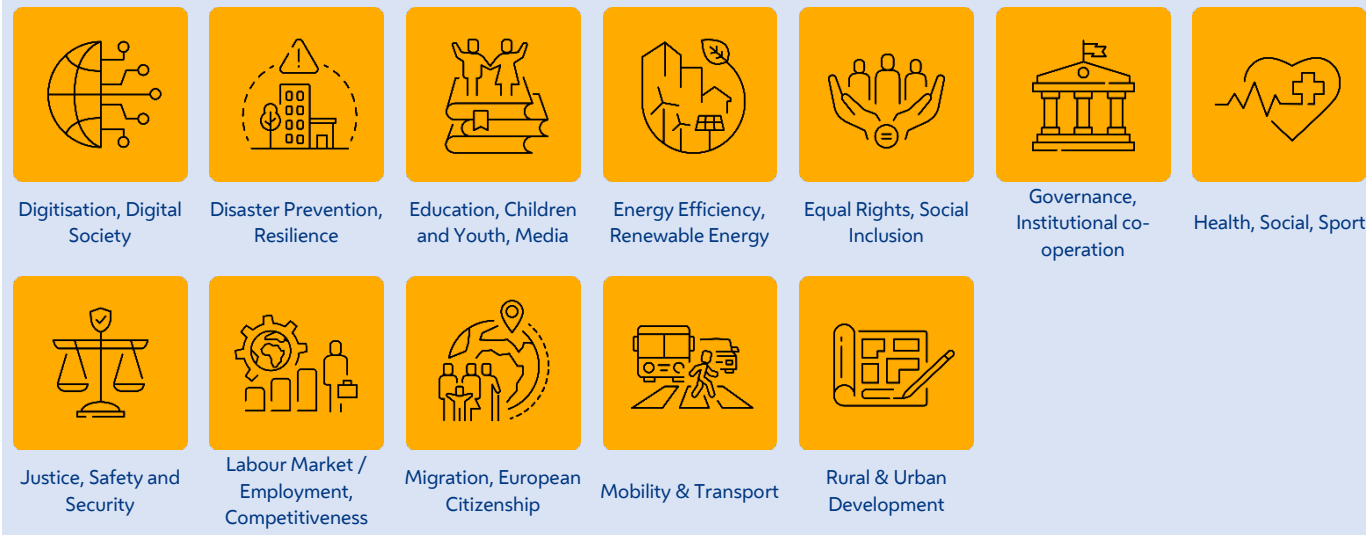 Digitisation, Digital
Society
Disaster Prevention,
Resilience
Education, Children
and Youth, Media
Energy Efficiency,
Renewable Energy
Equal Rights, Social
Inclusion
Governance,
Institutional co-
operation
Health, Social, Sport
Justice, Safety and
Security
Labour Market /
Employment,
Competitiveness
Migration, European
Citizenship
Mobility & Transport
Rural & Urban
Development